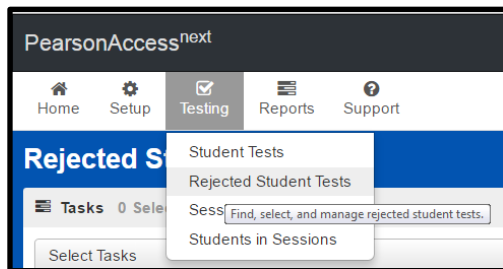 PearsonAccessnext
Home Setup Testing Reports Support
Rejected St
Student Tests
Rejected Student Tests
Tasks 0 Sele
Sess
Find, select, and manage rejected student tests.
Select Tasks
Students in Sessions